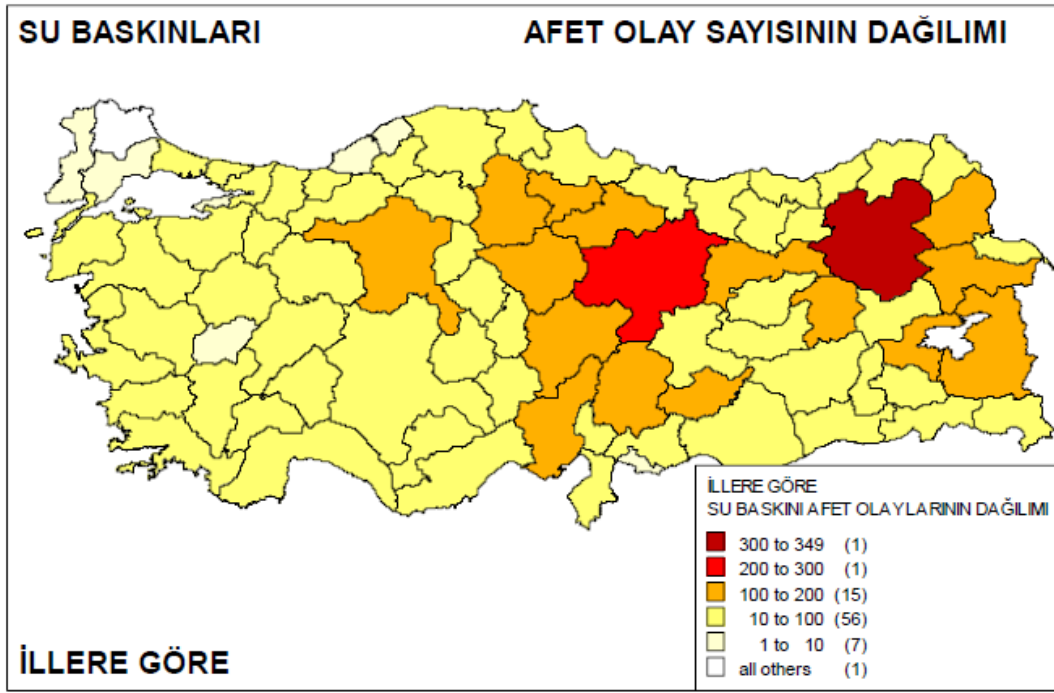 SU BASKINLARI
AFET OLAY SAYISININ DAĞILIMI
İLLERE GÖRE
SU BASKINI AFET OLAYLARININ DAĞILIMI
300 to 349 (1)
200 to 300 (1)
100 to 200 (15)
10 to 100 (56)
1 to 10 (7)
all others (1)
İLLERE GÖRE